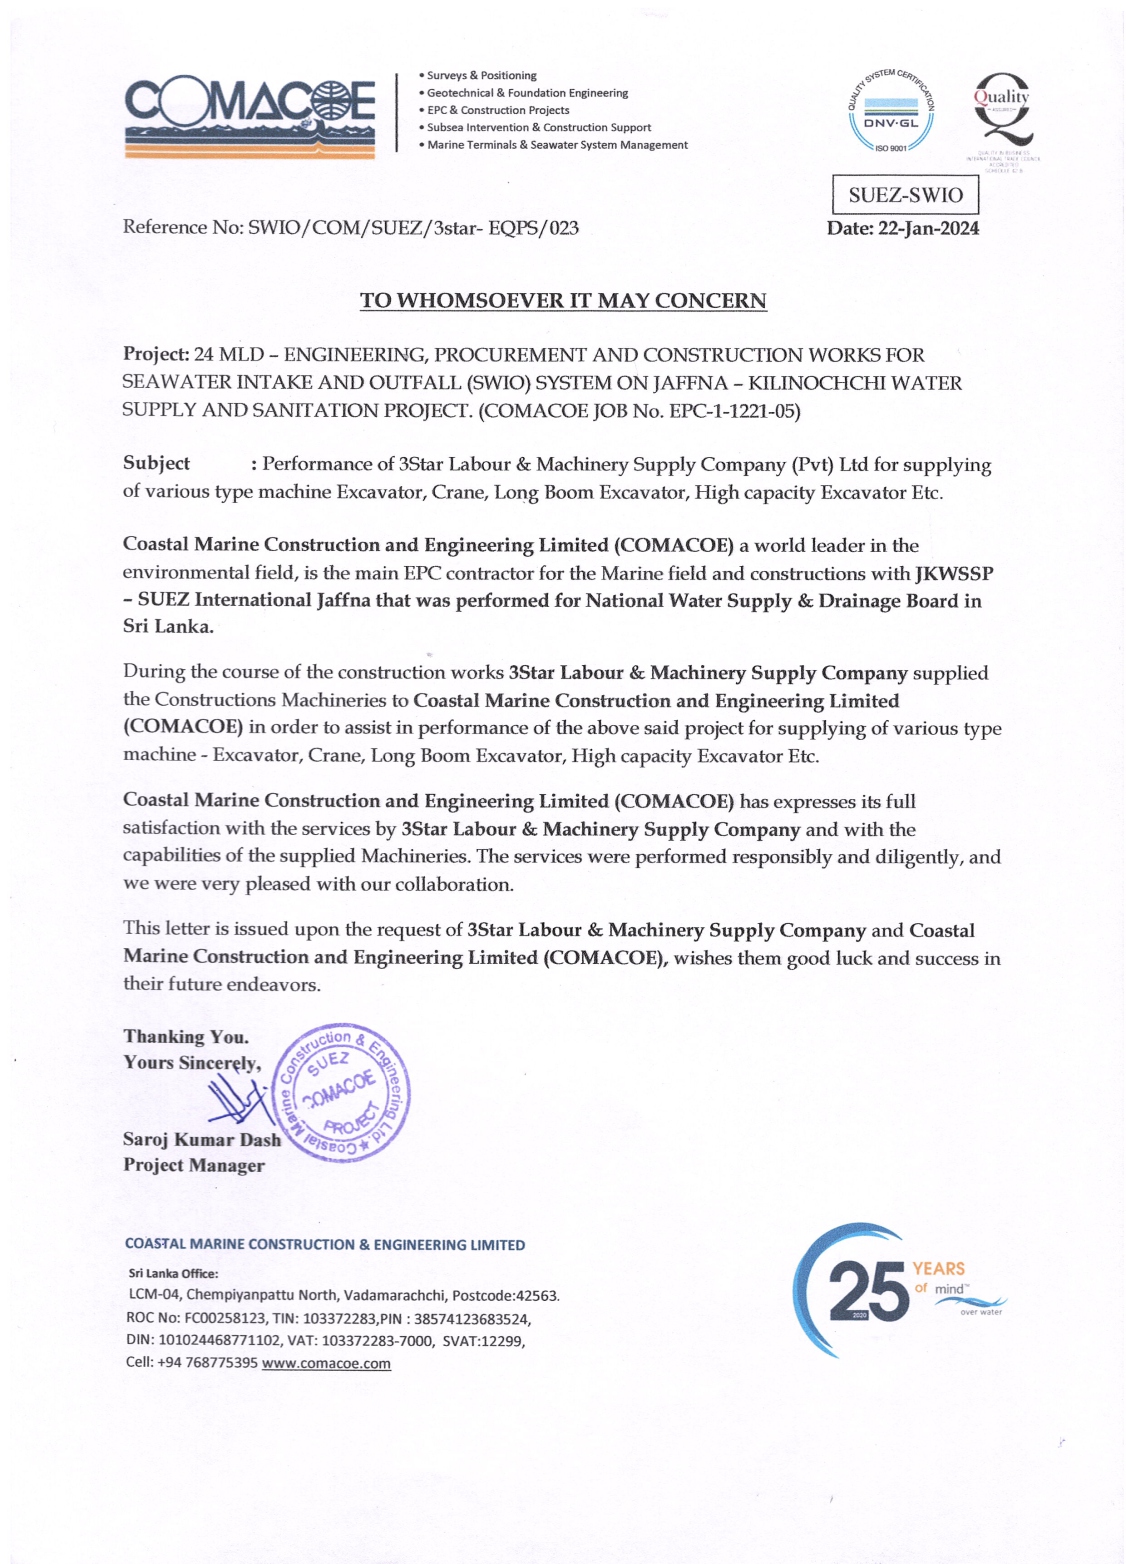 COMACOE
• Surveys & Positioning
• Geotechnical & Foundation Engineering
• EPC & Construction Projects
• Subsea Intervention & Construction Support
• Marine Terminals & Seawater System Management
QUALITY SYSTEM CERTIFICATION
DNV·GL
ISO 9001
Quality
QUALITY IN BUSINESS
INTERNATIONAL TRADE COUNCIL
ACCREDITED
SUEZ-SWIO
Reference No: SWIO/COM/SUEZ/3star- EQPS/023
Date: 22-Jan-2024
TO WHOMSOEVER IT MAY CONCERN
Project: 24 MLD – ENGINEERING, PROCUREMENT AND CONSTRUCTION WORKS FOR
SEAWATER INTAKE AND OUTFALL (SWIO) SYSTEM ON JAFFNA – KILINOCHCHI WATER
SUPPLY AND SANITATION PROJECT. (COMACOE JOB No. EPC-1-1221-05)
Subject : Performance of 3Star Labour & Machinery Supply Company (Pvt) Ltd for supplying
of various type machine Excavator, Crane, Long Boom Excavator, High capacity Excavator Etc.
Coastal Marine Construction and Engineering Limited (COMACOE) a world leader in the
environmental field, is the main EPC contractor for the Marine field and constructions with JKWSSP
– SUEZ International Jaffna that was performed for National Water Supply & Drainage Board in
Sri Lanka.
During the course of the construction works 3Star Labour & Machinery Supply Company supplied
the Constructions Machineries to Coastal Marine Construction and Engineering Limited
(COMACOE) in order to assist in performance of the above said project for supplying of various type
machine - Excavator, Crane, Long Boom Excavator, High capacity Excavator Etc.
Coastal Marine Construction and Engineering Limited (COMACOE) has expresses its full
satisfaction with the services by 3Star Labour & Machinery Supply Company and with the
capabilities of the supplied Machineries. The services were performed responsibly and diligently, and
we were very pleased with our collaboration.
This letter is issued upon the request of 3Star Labour & Machinery Supply Company and Coastal
Marine Construction and Engineering Limited (COMACOE), wishes them good luck and success in
their future endeavors.
Thanking You.
Yours Sincerely,
Coastal Marine Construction & Engineering Ltd.
SUEZ
COMACOE
PROJECT
Saroj Kumar Dash
Project Manager
COASTAL MARINE CONSTRUCTION & ENGINEERING LIMITED
Sri Lanka Office:
LCM-04, Chempiyanpattu North, Vadamarachchi, Postcode:42563.
ROC No: FC00258123, TIN: 103372283,PIN : 38574123683524,
DIN: 101024468771102, VAT: 103372283-7000, SVAT:12299,
Cell: +94 768775395 www.comacoe.com
25 YEARS
of mind™
over water
2020